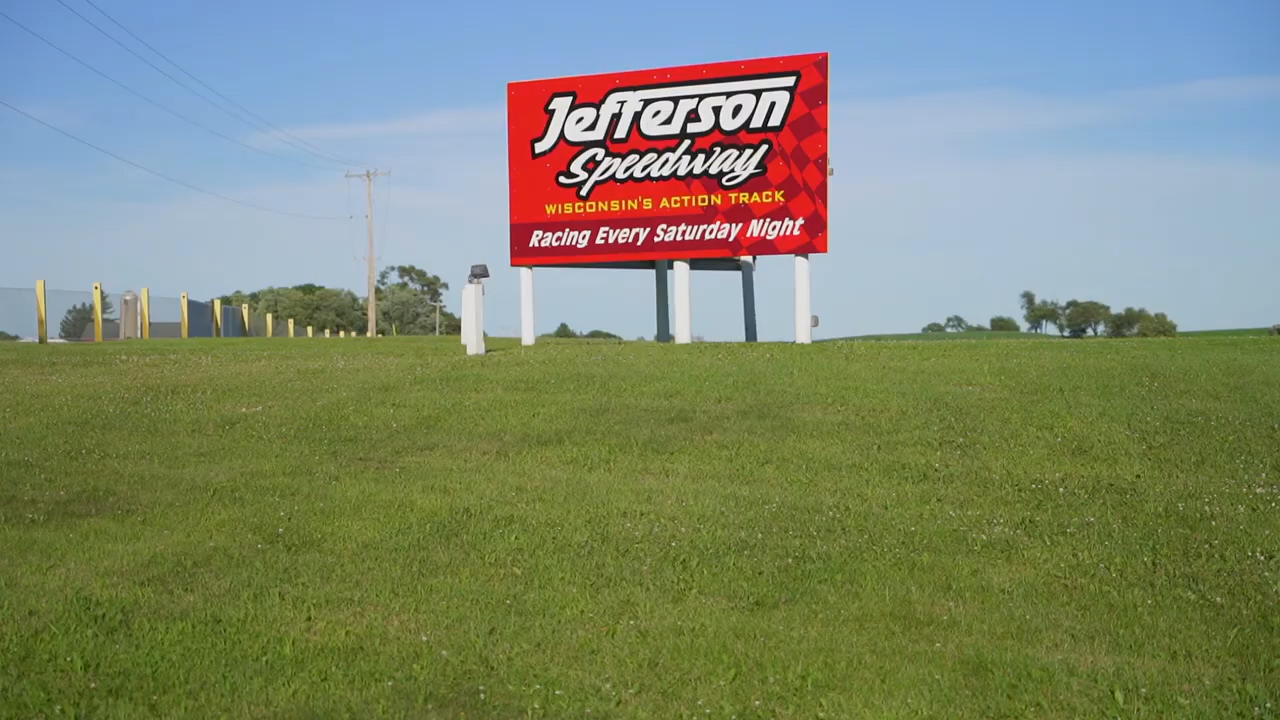 Jefferson
Speedway
WISCONSIN'S ACTION TRACK
Racing Every Saturday Night